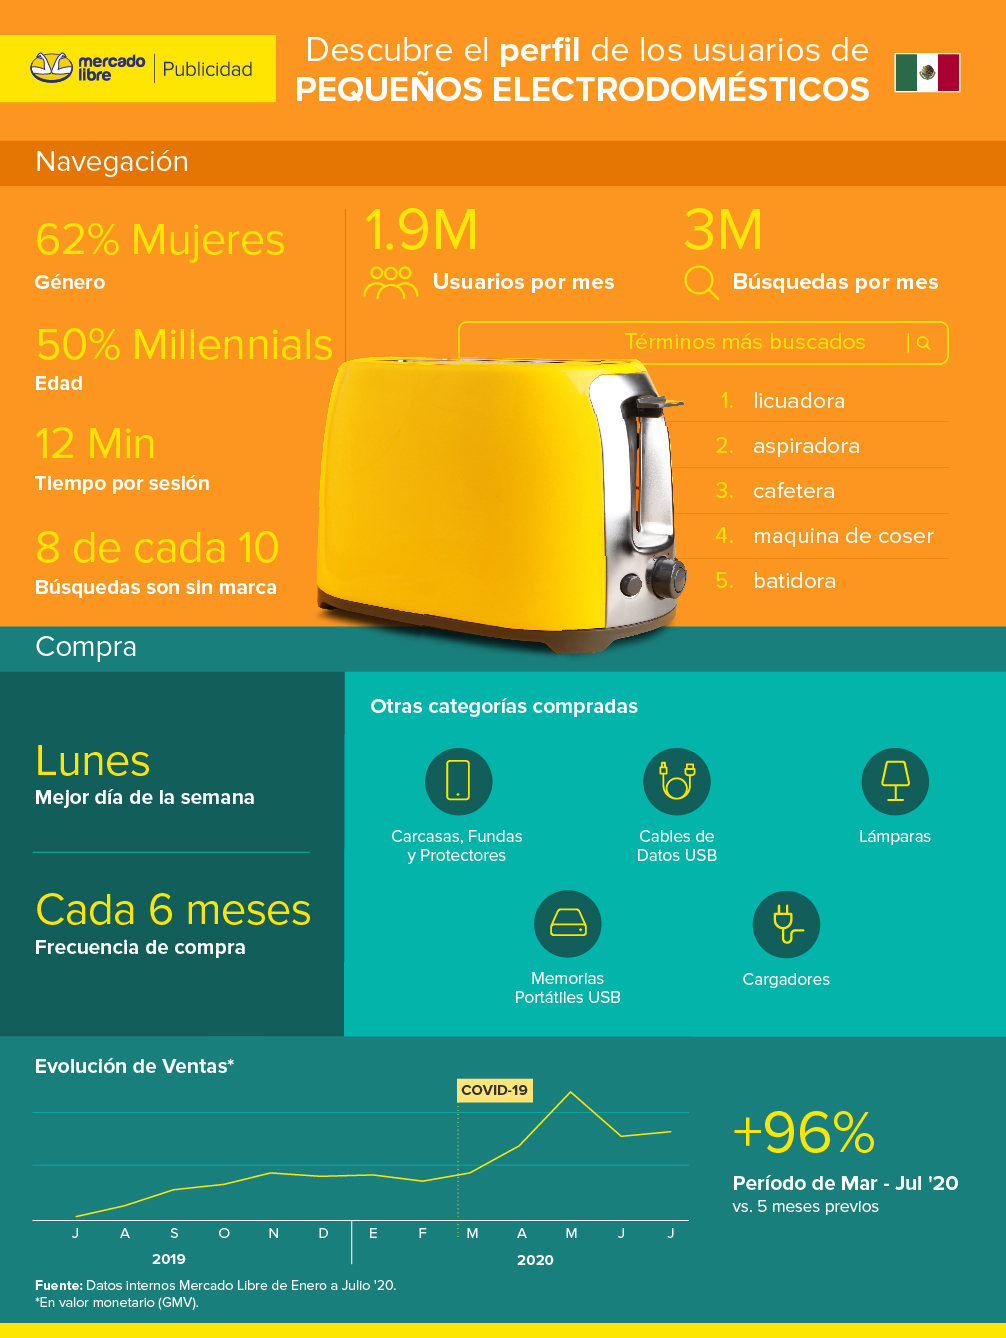 mercado
libre
Publicidad
Descubre el perfil de los usuarios de
PEQUEÑOS ELECTRODOMÉSTICOS
Navegación
62% Mujeres
Género
50% Millennials
Edad
12 Min
Tiempo por sesión
8 de cada 10
Búsquedas son sin marca
1.9M
Usuarios por mes
3M
Búsquedas por mes
Términos más buscados
1. licuadora
2. aspiradora
3. cafetera
4. maquina de coser
5. batidora
Compra
Lunes
Mejor día de la semana
Cada 6 meses
Frecuencia de compra
Otras categorías compradas
Carcasas, Fundas
y Protectores
Cables de
Datos USB
Lámparas
Memorias
Portátiles USB
Cargadores
Evolución de Ventas*
COVID-19
J A S O N D E F M A M J J
2019 2020
+96%
Período de Mar - Jul '20
vs. 5 meses previos
Fuente: Datos internos Mercado Libre de Enero a Julio '20.
*En valor monetario (GMV).